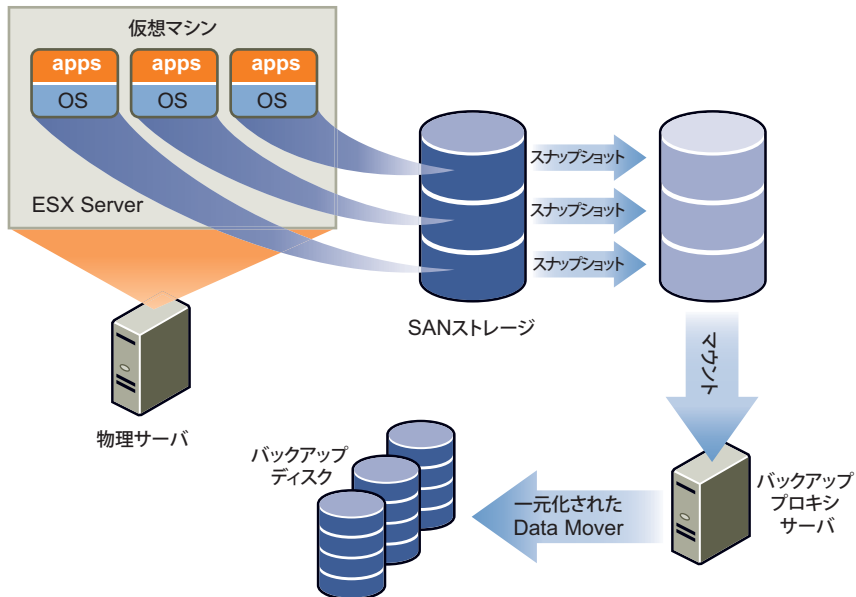 仮想マシン
apps
apps
apps
OS
OS
OS
ESX Server
スナップショット
スナップショット
スナップショット
SANストレージ
マウント
物理サーバ
バックアップ
ディスク
一元化された
Data Mover
バックアップ
プロキシ
サーバ